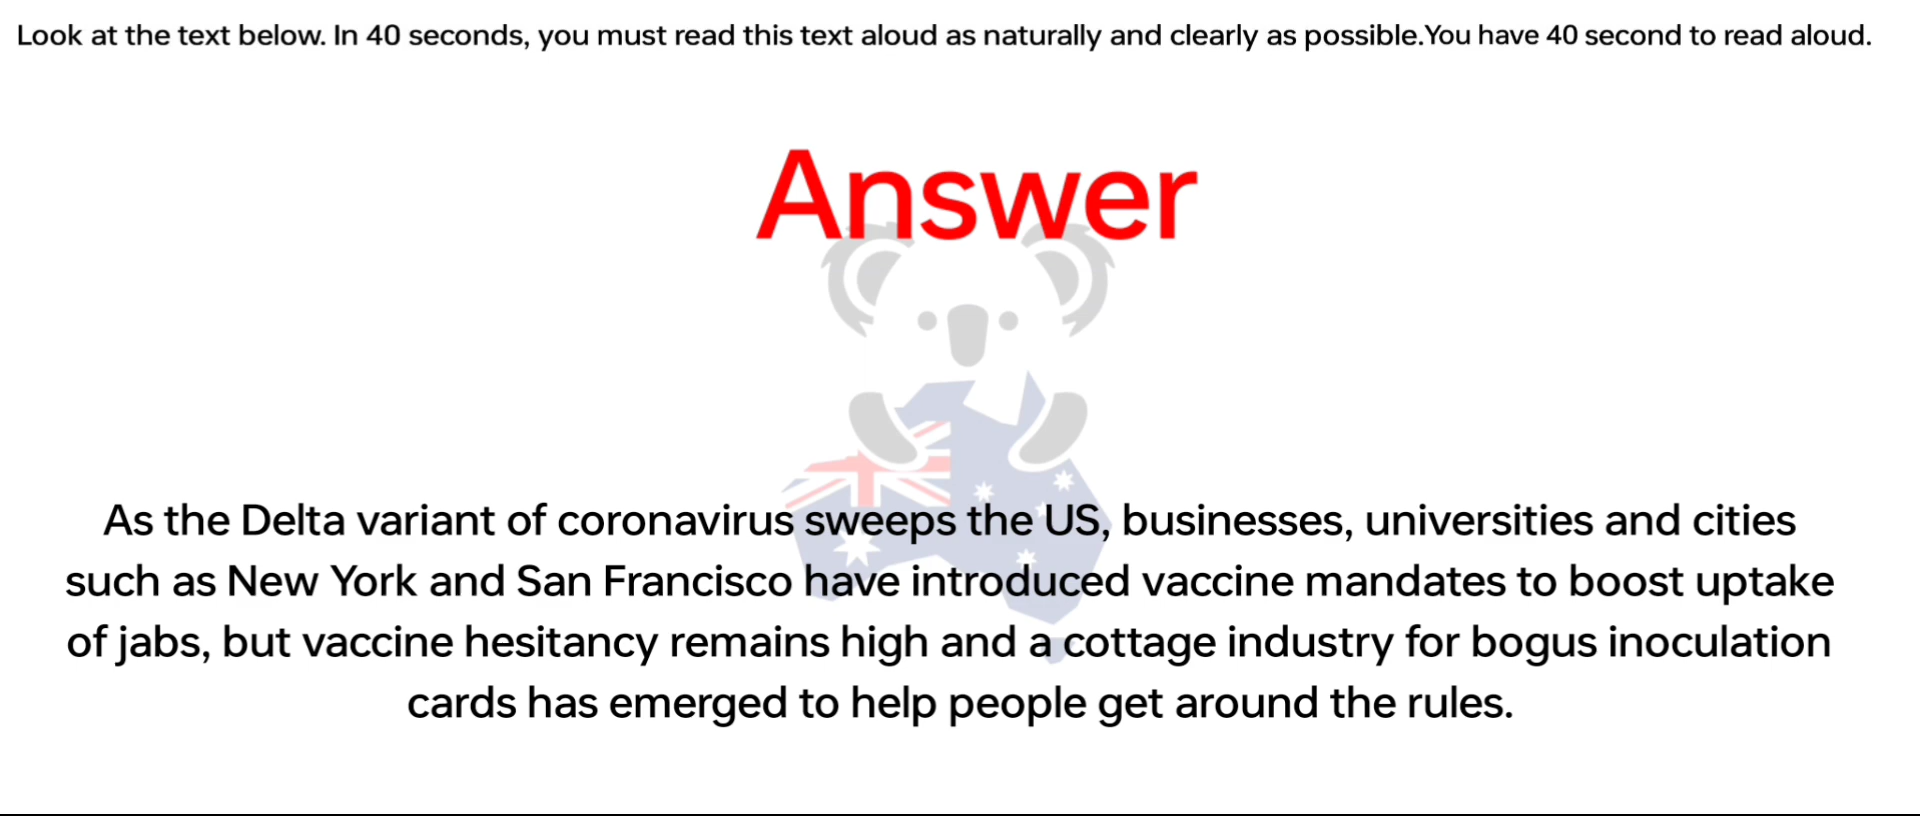 Look at the text below. In 40 seconds, you must read this text aloud as naturally and clearly as possible.You have 40 second to read aloud.
Answer
As the Delta variant of coronavirus sweeps the US, businesses, universities and cities
such as New York and San Francisco have introduced vaccine mandates to boost uptake
of jabs, but vaccine hesitancy remains high and a cottage industry for bogus inoculation
cards has emerged to help people get around the rules.